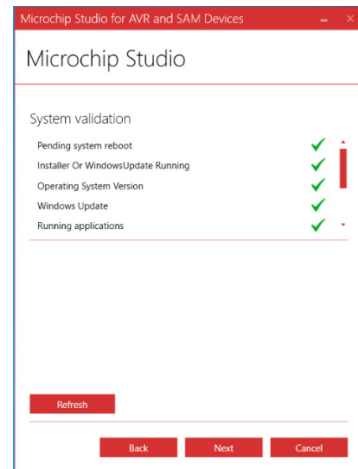 Microchip Studio for AVR and SAM Devices
Microchip Studio
System validation
Pending system reboot
Installer Or WindowsUpdate Running
Operating System Version
Windows Update
Running applications
Refresh
Back Next Cancel